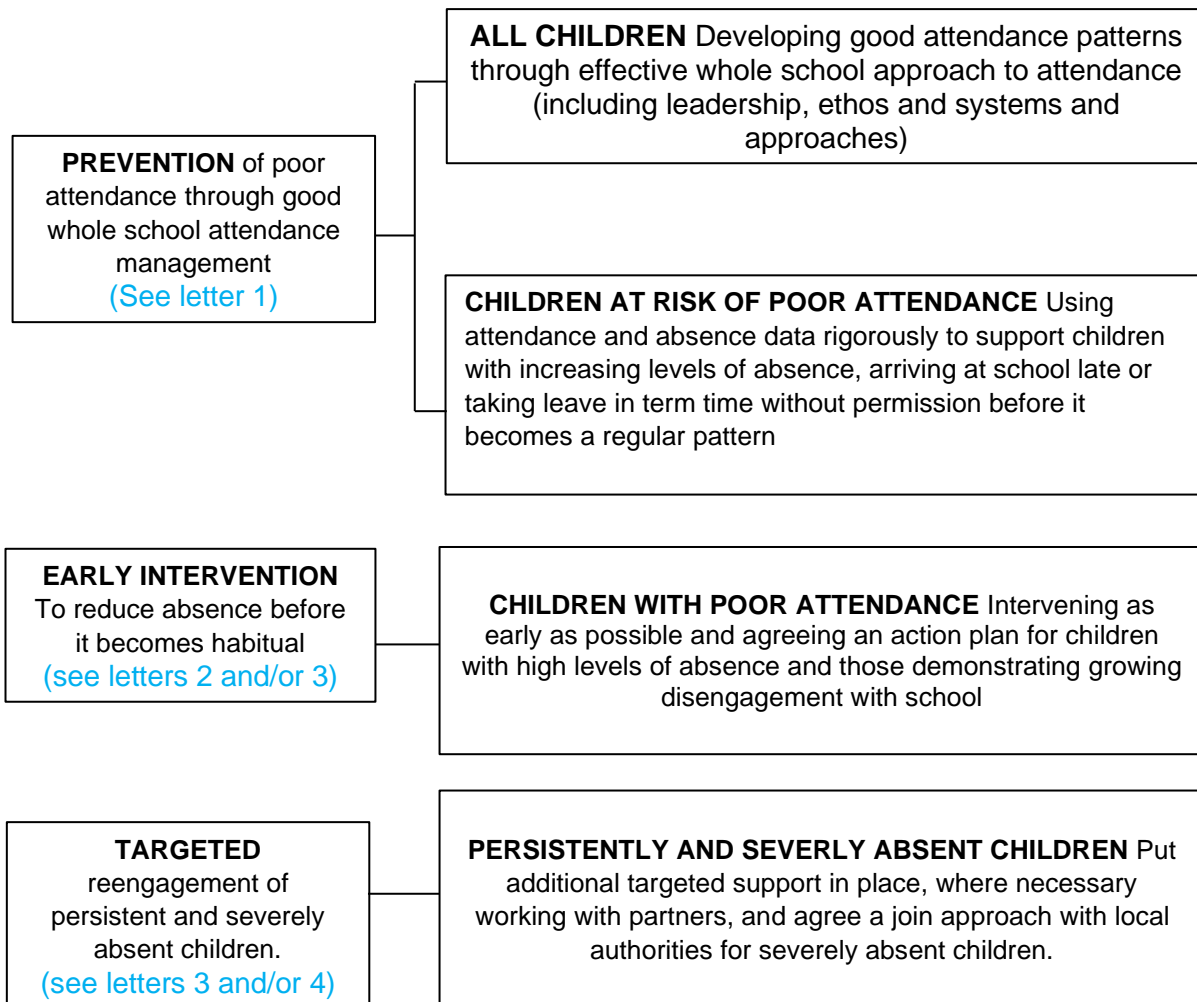 ALL CHILDREN Developing good attendance patterns
through effective whole school approach to attendance
(including leadership, ethos and systems and
approaches)
PREVENTION of poor
attendance through good
whole school attendance
management
(See letter 1)
CHILDREN AT RISK OF POOR ATTENDANCE Using
attendance and absence data rigorously to support children
with increasing levels of absence, arriving at school late or
taking leave in term time without permission before it
becomes a regular pattern
EARLY INTERVENTION
To reduce absence before
it becomes habitual
(see letters 2 and/or 3)
CHILDREN WITH POOR ATTENDANCE Intervening as
early as possible and agreeing an action plan for children
with high levels of absence and those demonstrating growing
disengagement with school
TARGETED
reengagement of
persistent and severely
absent children.
(see letters 3 and/or 4)
PERSISTENTLY AND SEVERLY ABSENT CHILDREN Put
additional targeted support in place, where necessary
working with partners, and agree a join approach with local
authorities for severely absent children.